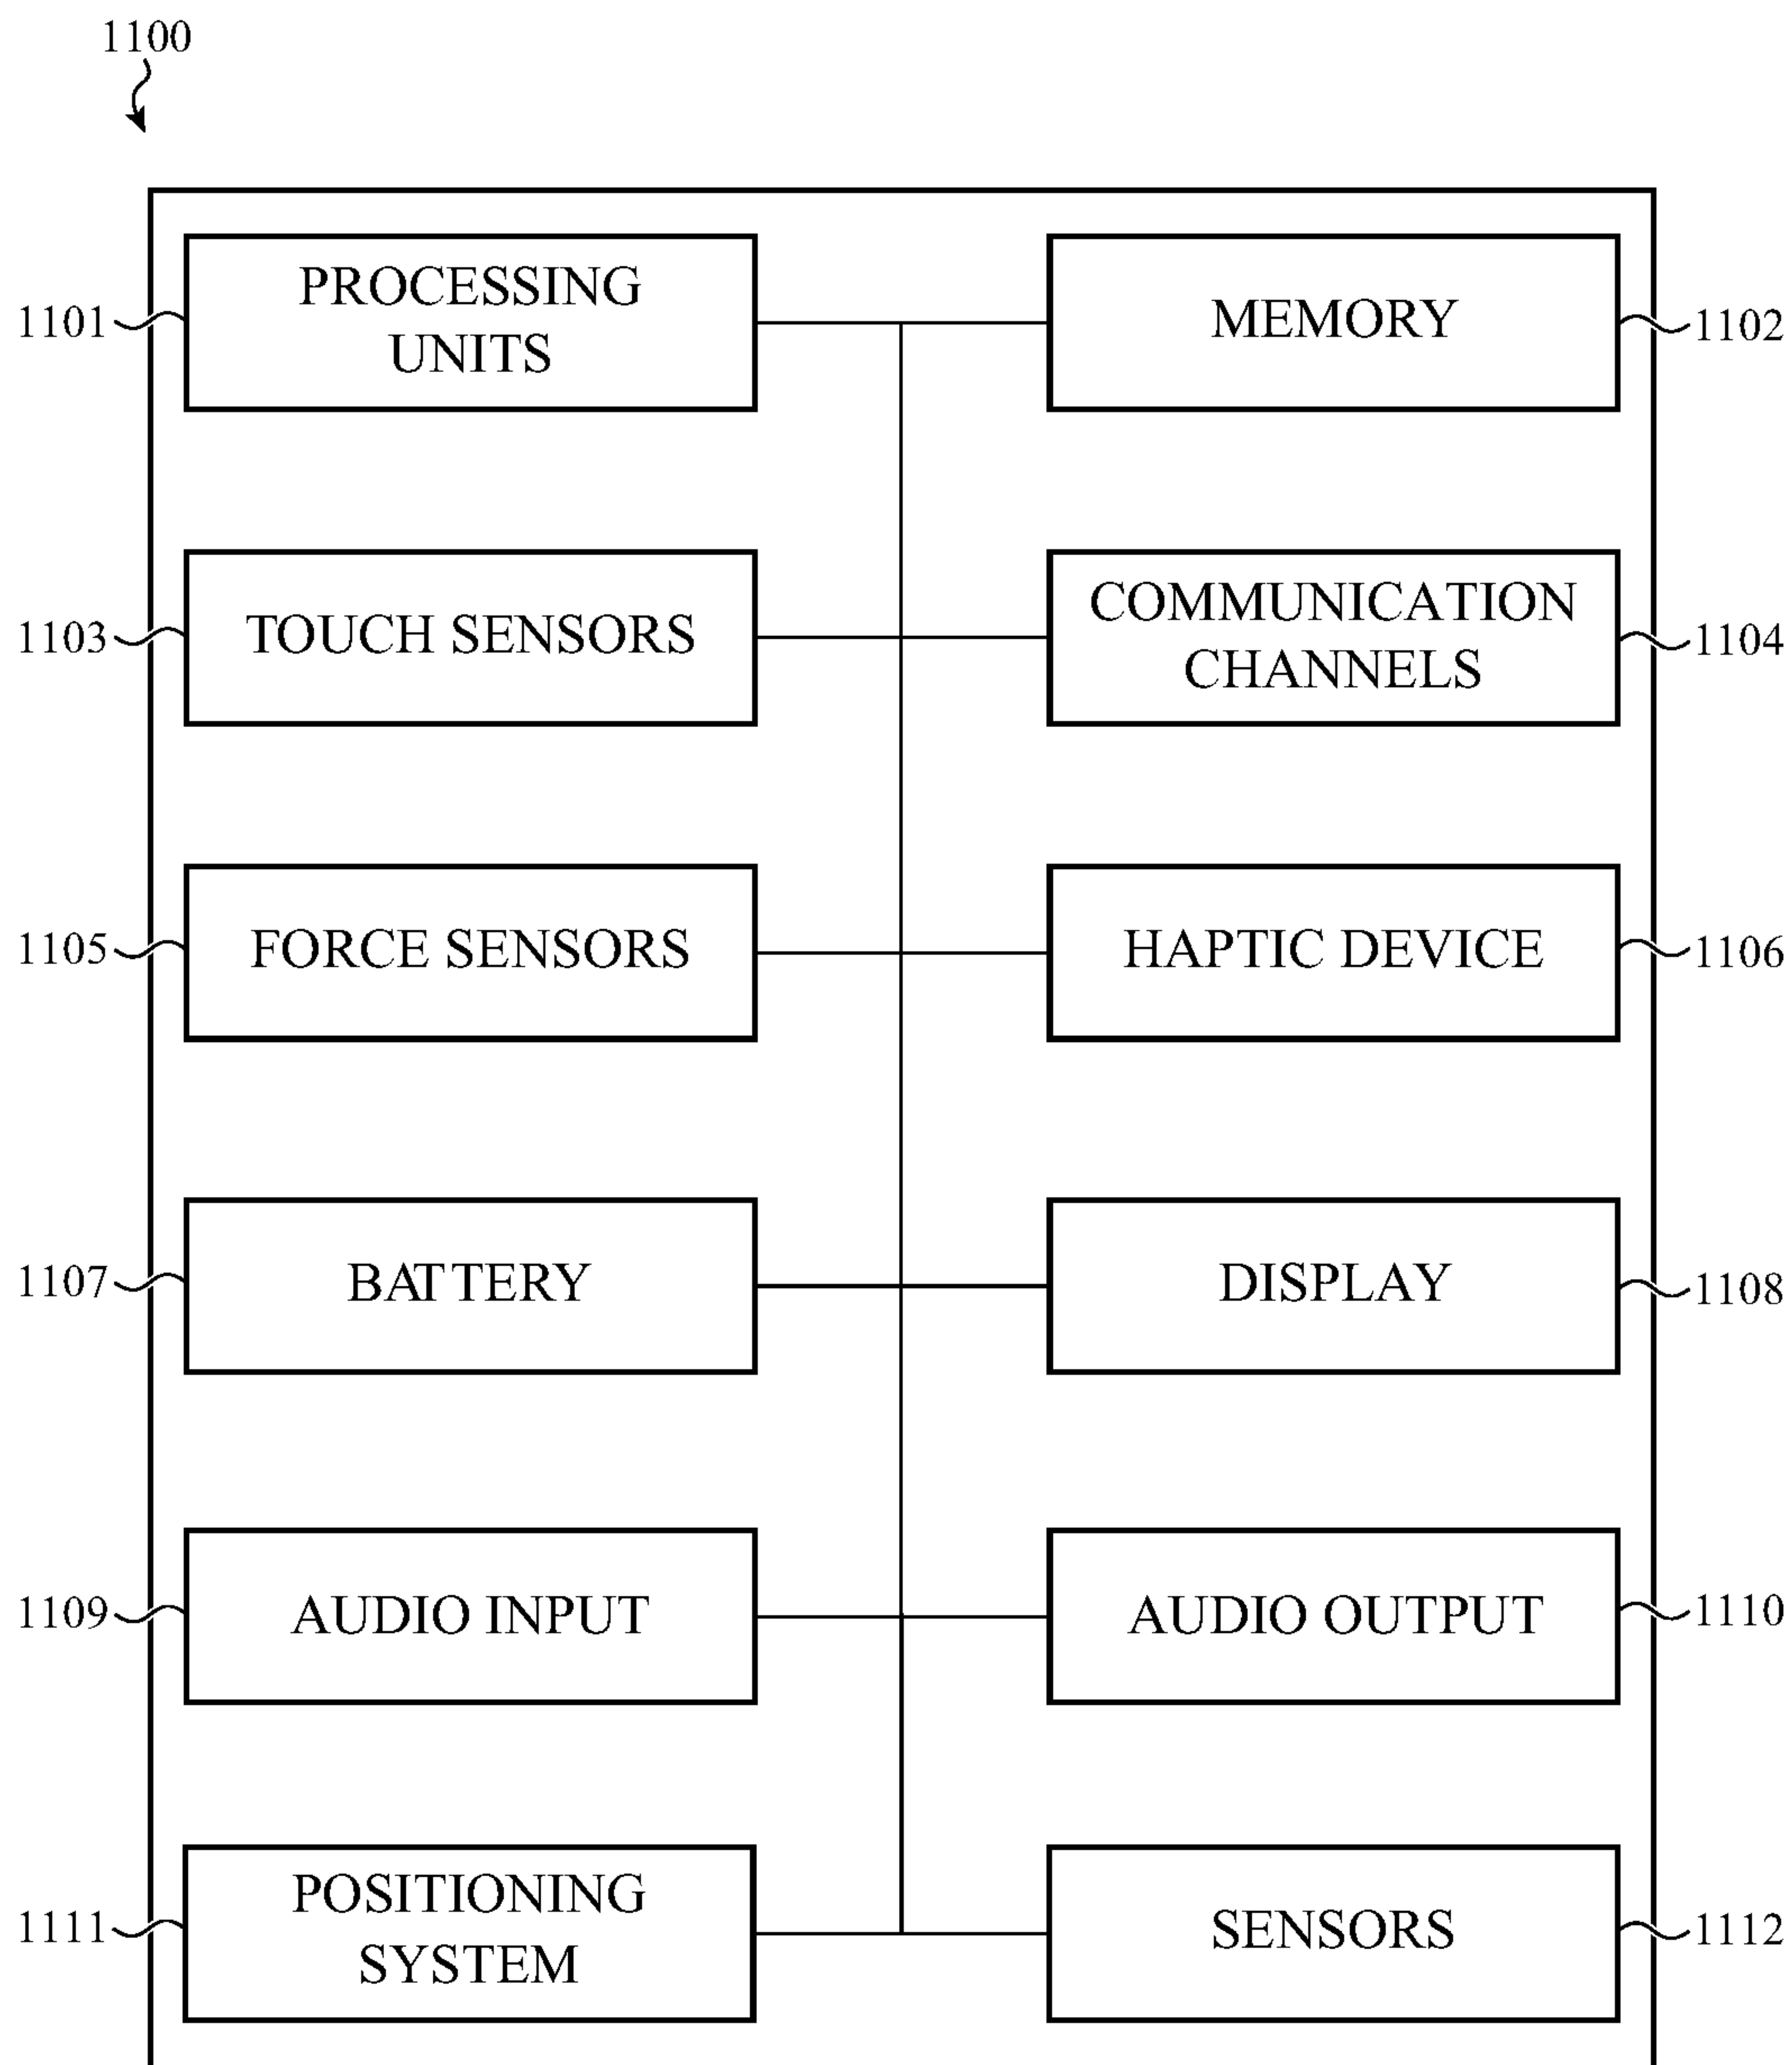 1100
PROCESSING
UNITS
1101
MEMORY
1102
TOUCH SENSORS
1103
COMMUNICATION
CHANNELS
1104
FORCE SENSORS
1105
HAPTIC DEVICE
1106
BATTERY
1107
DISPLAY
1108
AUDIO INPUT
1109
AUDIO OUTPUT
1110
POSITIONING
SYSTEM
1111
SENSORS
1112